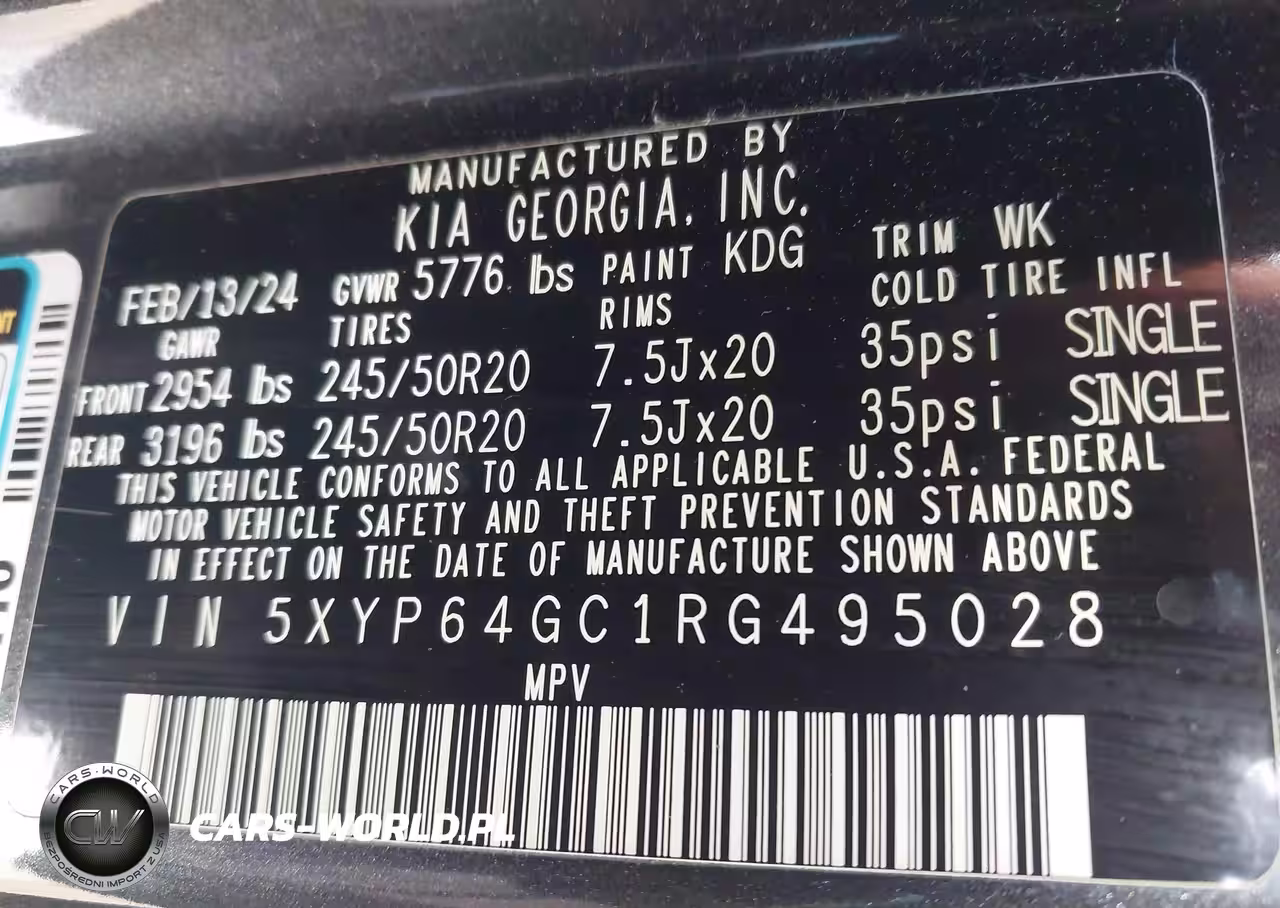 MANUFACTURED BY
KIA GEORGIA, INC.
FEB/13/24 GVWR 5776 lbs PAINT KDG TRIM WK
GAWR TIRES RIMS COLD TIRE INFL
FRONT 2954 lbs 245/50R20 7.5Jx20 35psi SINGLE
REAR 3196 lbs 245/50R20 7.5Jx20 35psi SINGLE
THIS VEHICLE CONFORMS TO ALL APPLICABLE U.S.A. FEDERAL
MOTOR VEHICLE SAFETY AND THEFT PREVENTION STANDARDS
IN EFFECT ON THE DATE OF MANUFACTURE SHOWN ABOVE
VIN 5XYP64GC1RG495028
MPV
CARS-WORLD
CW
BEZPOŚREDNI IMPORT Z USA
CARS-WORLD.PL